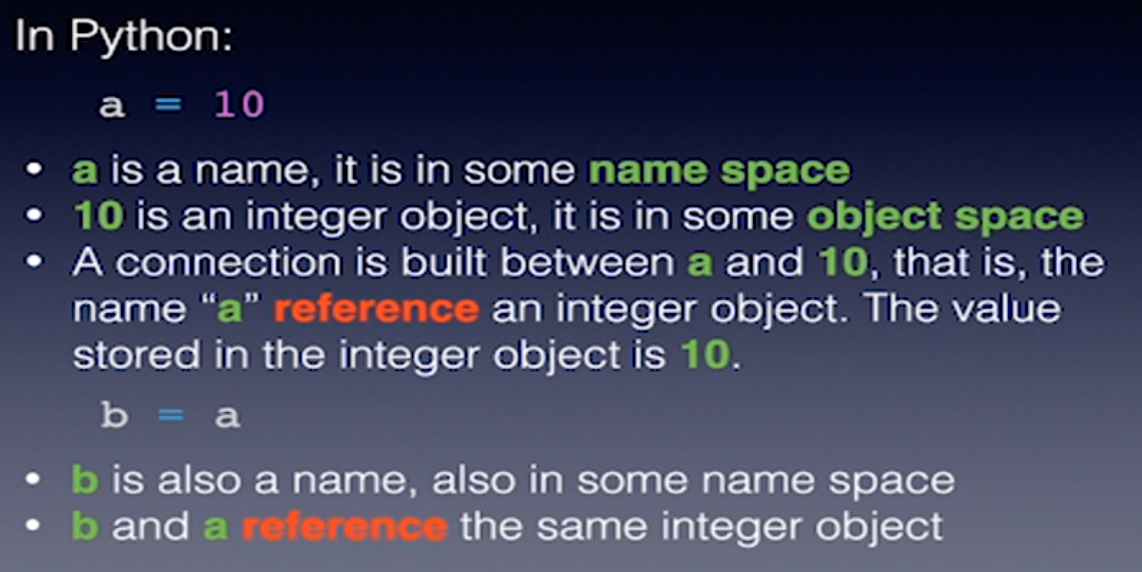 In Python:
a = 10
• a is a name, it is in some name space
• 10 is an integer object, it is in some object space
• A connection is built between a and 10, that is, the
name “a” reference an integer object. The value
stored in the integer object is 10.
b = a
• b is also a name, also in some name space
• b and a reference the same integer object